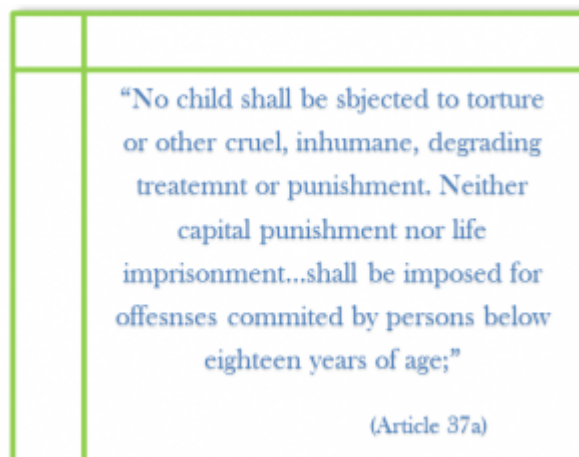 “No child shall be sbjected to torture
or other cruel, inhumane, degrading
treatemnt or punishment. Neither
capital punishment nor life
imprisonment...shall be imposed for
offesnses commited by persons below
eighteen years of age;”
(Article 37a)